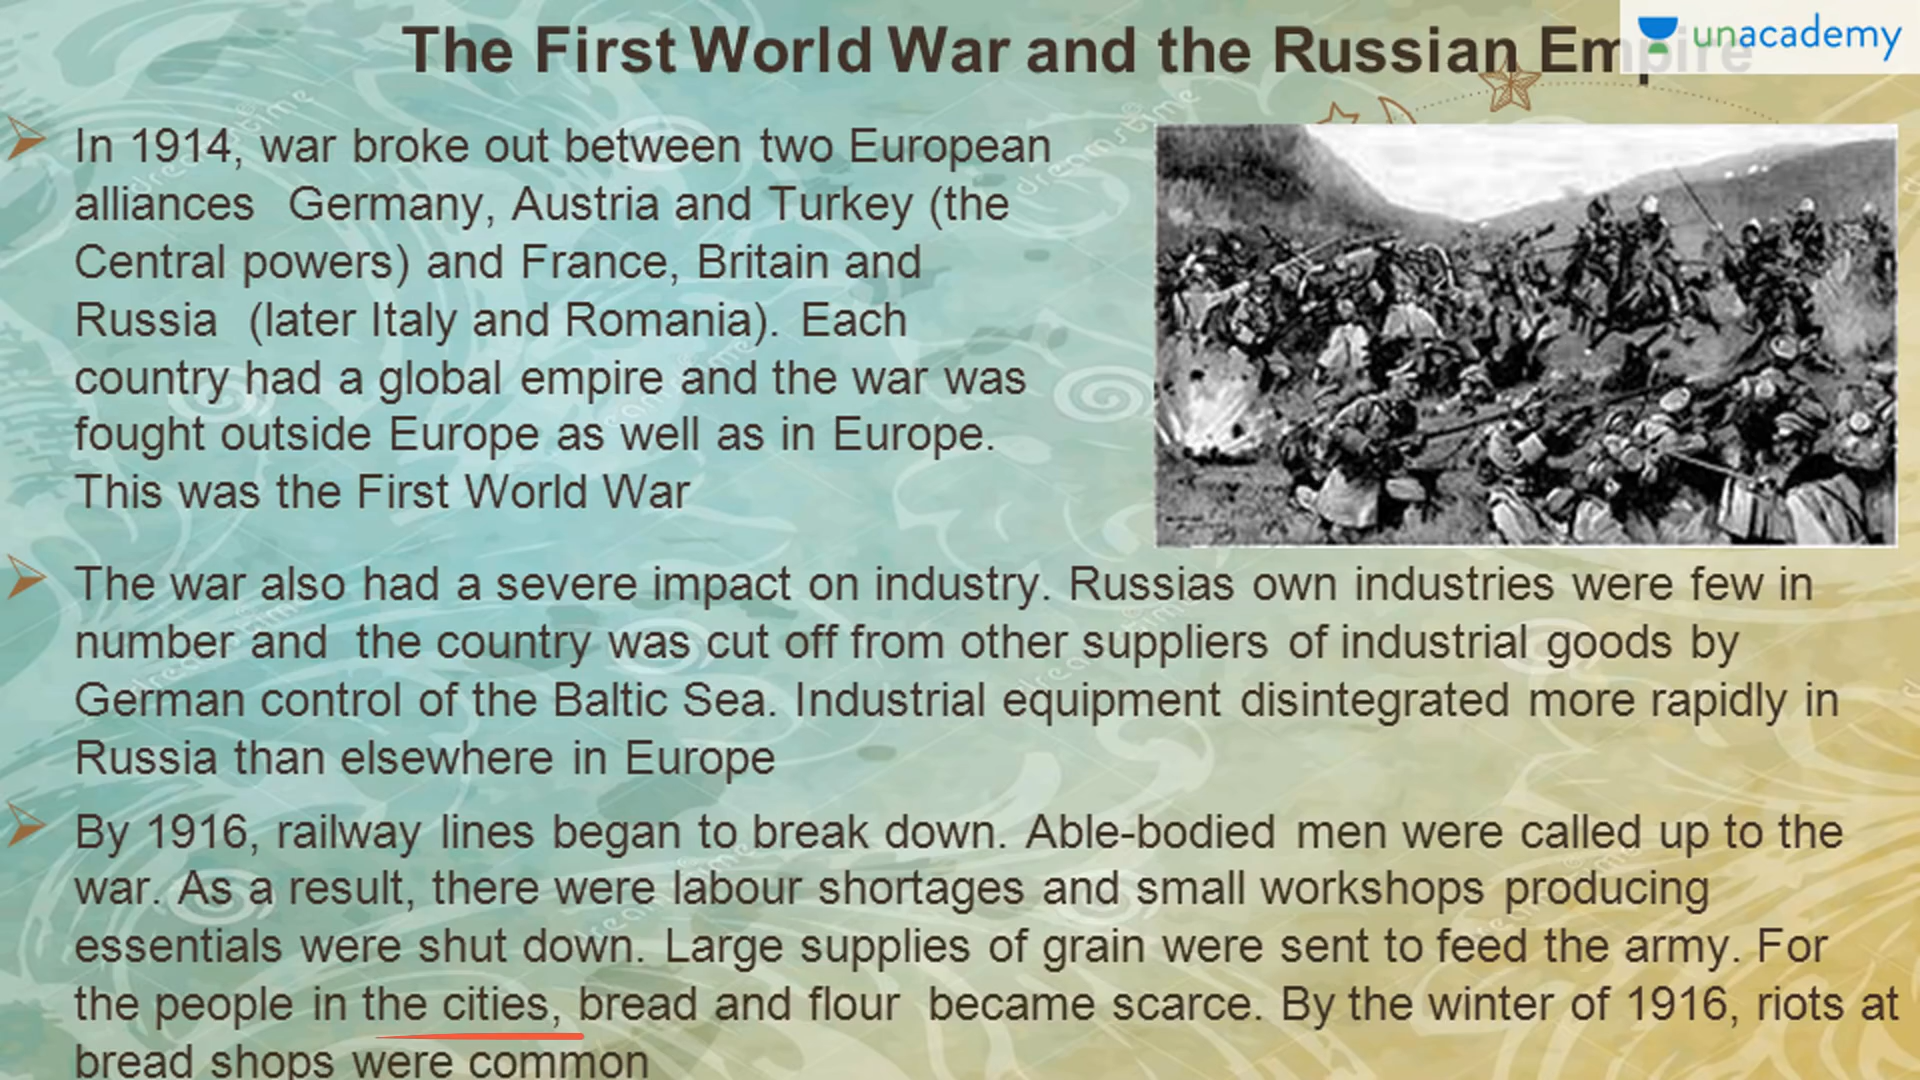 The First World War and the Russian Empire
unacademy
In 1914, war broke out between two European
alliances Germany, Austria and Turkey (the
Central powers) and France, Britain and
Russia (later Italy and Romania). Each
country had a global empire and the war was
fought outside Europe as well as in Europe.
This was the First World War
The war also had a severe impact on industry. Russias own industries were few in
number and the country was cut off from other suppliers of industrial goods by
German control of the Baltic Sea. Industrial equipment disintegrated more rapidly in
Russia than elsewhere in Europe
By 1916, railway lines began to break down. Able-bodied men were called up to the
war. As a result, there were labour shortages and small workshops producing
essentials were shut down. Large supplies of grain were sent to feed the army. For
the people in the cities, bread and flour became scarce. By the winter of 1916, riots at
bread shops were common